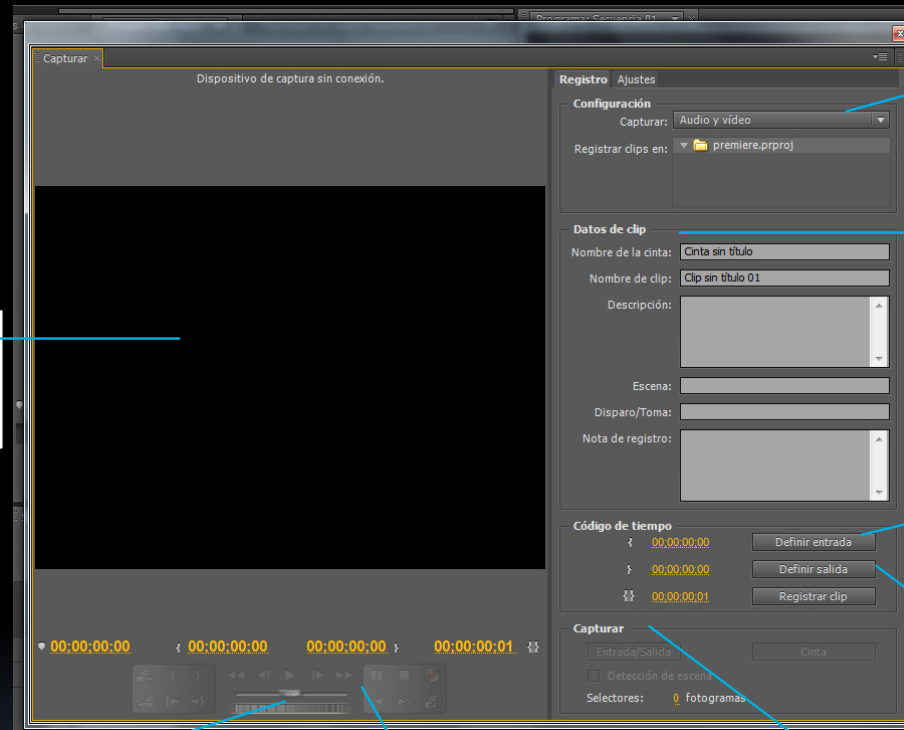 Programa: Secuencia 01
Capturar
Dispositivo de captura sin conexión.
Registro Ajustes
Configuración
Capturar: Audio y vídeo
Registrar clips en: premiere.prproj
Datos de clip
Nombre de la cinta: Cinta sin título
Nombre de clip: Clip sin título 01
Descripción:
Escena:
Disparo/Toma:
Nota de registro:
Código de tiempo
00;00;00;00 Definir entrada
00;00;00;00 Definir salida
00;00;00;01 Registrar clip
Capturar
Entrada/Salida Cinta
Detección de escena
Selectores: 0 fotogramas
00;00;00;00 00;00;00;00 00;00;00;00 00;00;00;01